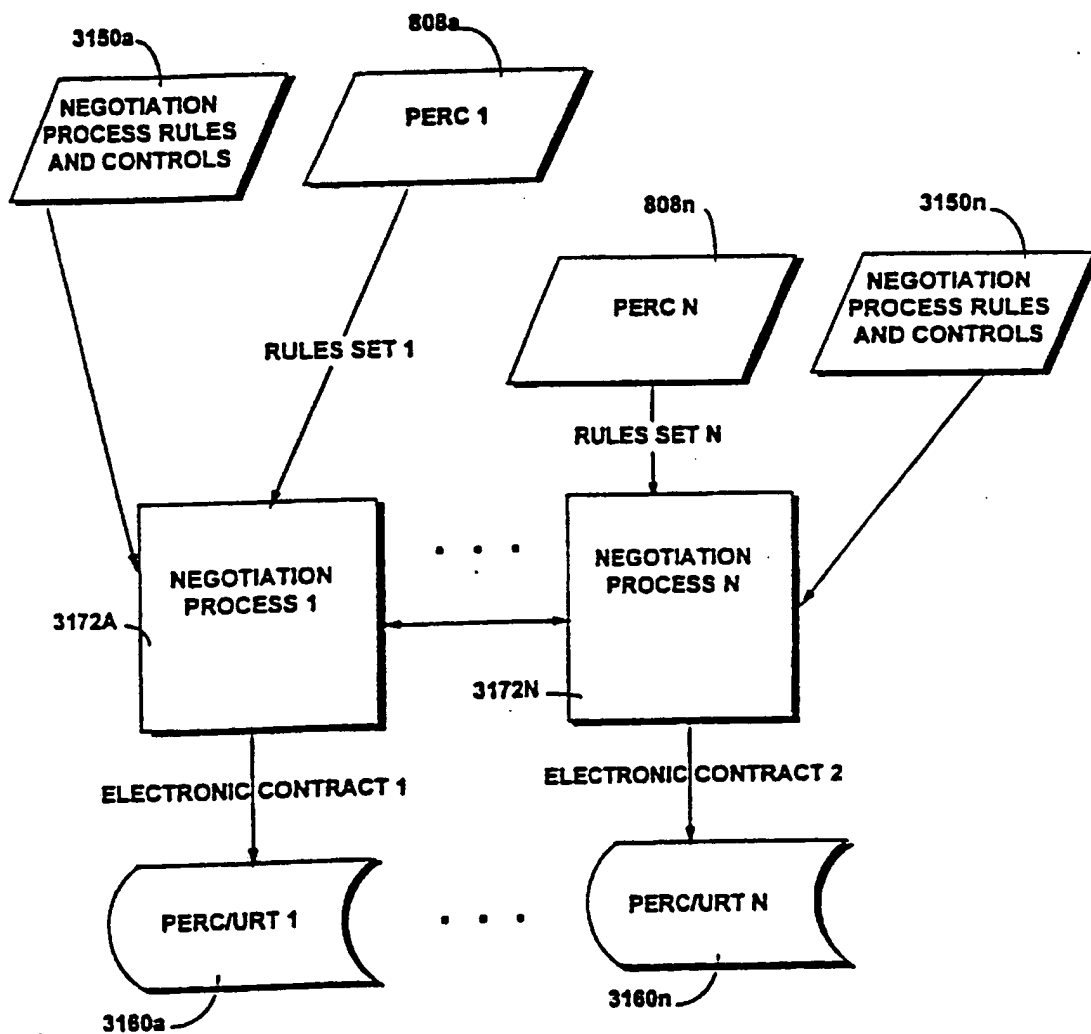 3150a
808a
NEGOTIATION
PROCESS RULES
AND CONTROLS
PERC 1
808n
3150n
PERC N
NEGOTIATION
PROCESS RULES
AND CONTROLS
RULES SET 1
RULES SET N
NEGOTIATION
PROCESS 1
NEGOTIATION
PROCESS N
3172A
3172N
ELECTRONIC CONTRACT 1
ELECTRONIC CONTRACT 2
PERC/URT 1
PERC/URT N
3160a
3160n